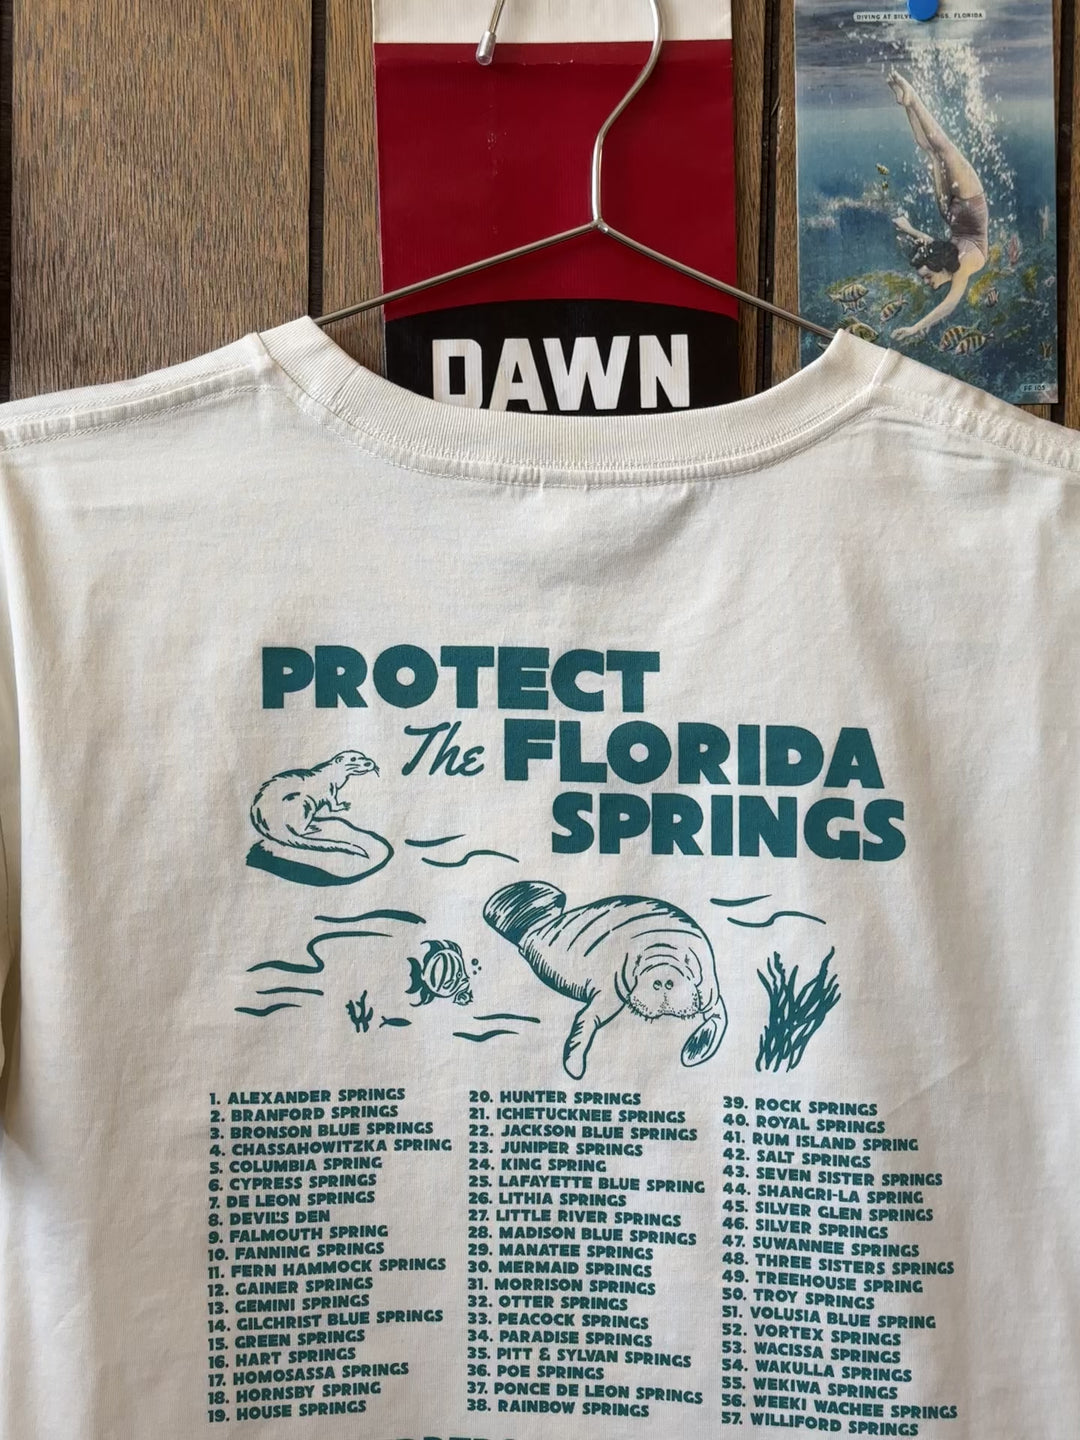 DIVING AT SILVER SPRINGS, FLORIDA
DAWN
FF 105
PROTECT
The FLORIDA
SPRINGS
1. ALEXANDER SPRINGS
2. BRANFORD SPRINGS
3. BRONSON BLUE SPRINGS
4. CHASSAHOWITZKA SPRING
5. COLUMBIA SPRING
6. CYPRESS SPRINGS
7. DE LEON SPRINGS
8. DEVIL'S DEN
9. FALMOUTH SPRING
10. FANNING SPRINGS
11. FERN HAMMOCK SPRINGS
12. GAINER SPRINGS
13. GEMINI SPRINGS
14. GILCHRIST BLUE SPRINGS
15. GREEN SPRINGS
16. HART SPRINGS
17. HOMOSASSA SPRINGS
18. HORNSBY SPRING
19. HOUSE SPRINGS
20. HUNTER SPRINGS
21. ICHETUCKNEE SPRINGS
22. JACKSON BLUE SPRINGS
23. JUNIPER SPRINGS
24. KING SPRING
25. LAFAYETTE BLUE SPRING
26. LITHIA SPRINGS
27. LITTLE RIVER SPRINGS
28. MADISON BLUE SPRINGS
29. MANATEE SPRINGS
30. MERMAID SPRINGS
31. MORRISON SPRINGS
32. OTTER SPRINGS
33. PEACOCK SPRINGS
34. PARADISE SPRINGS
35. PITT & SYLVAN SPRINGS
36. POE SPRINGS
37. PONCE DE LEON SPRINGS
38. RAINBOW SPRINGS
39. ROCK SPRINGS
40. ROYAL SPRINGS
41. RUM ISLAND SPRING
42. SALT SPRINGS
43. SEVEN SISTER SPRINGS
44. SHANGRI-LA SPRING
45. SILVER GLEN SPRINGS
46. SILVER SPRINGS
47. SUWANNEE SPRINGS
48. THREE SISTERS SPRINGS
49. TREEHOUSE SPRING
50. TROY SPRINGS
51. VOLUSIA BLUE SPRING
52. VORTEX SPRINGS
53. WACISSA SPRINGS
54. WAKULLA SPRINGS
55. WEKIWA SPRINGS
56. WEEKI WACHEE SPRINGS
57. WILLIFORD SPRINGS